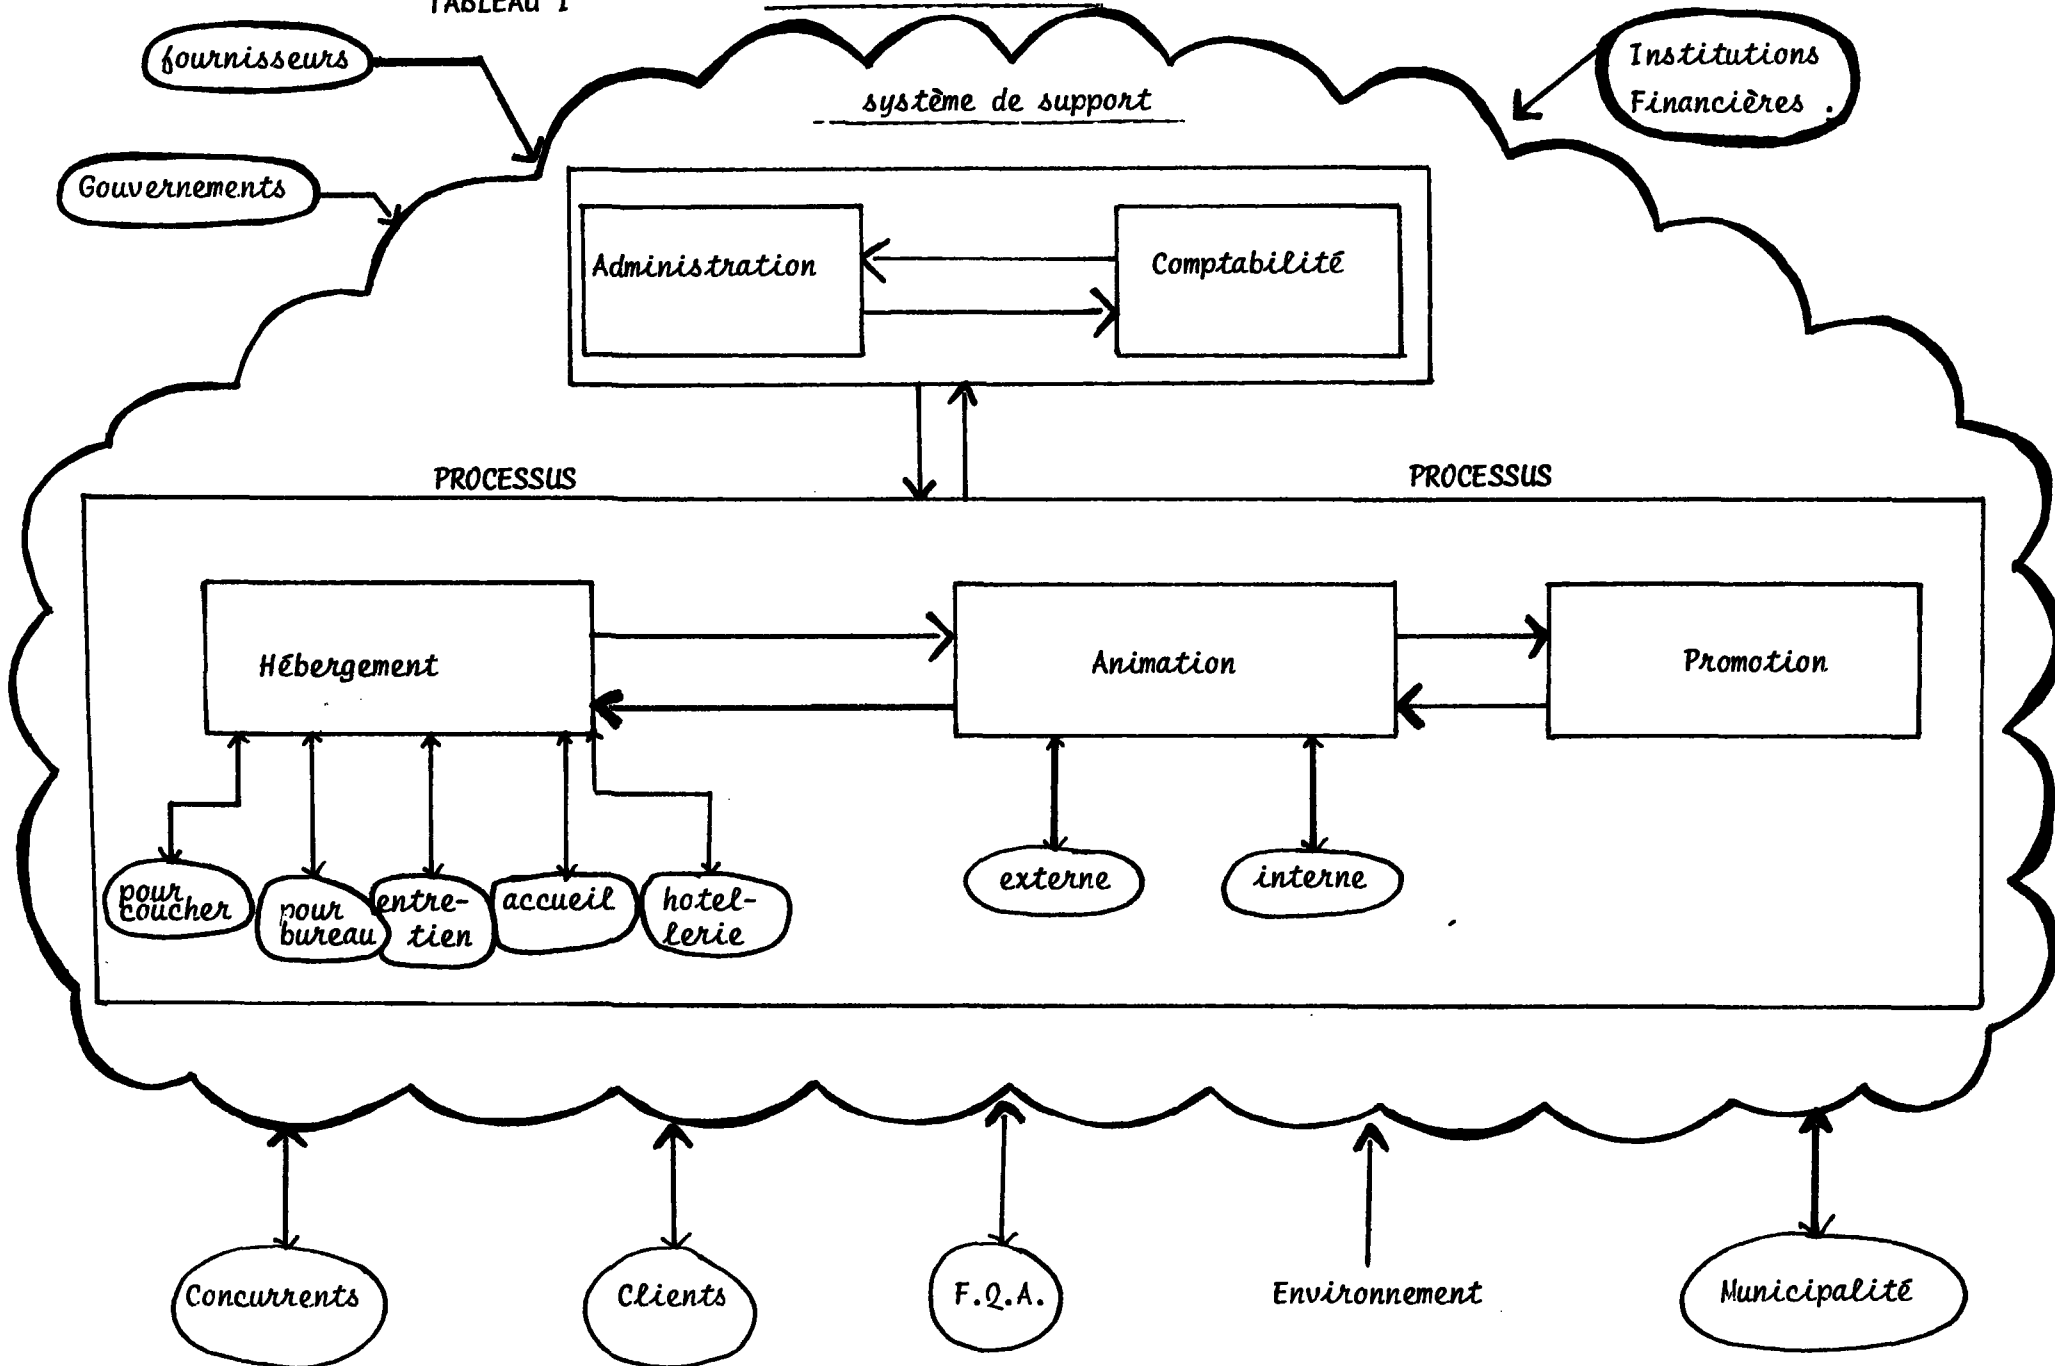 TABLEAU I
fournisseurs
Institutions
Financières.
système de support
Gouvernements
Administration
Comptabilité
PROCESSUS
PROCESSUS
Hébergement
Animation
Promotion
pour
coucher
pour
bureau
entre-
tien
accueil
hotel-
lerie
externe
interne
Concurrents
Clients
F.Q.A.
Environnement
Municipalité